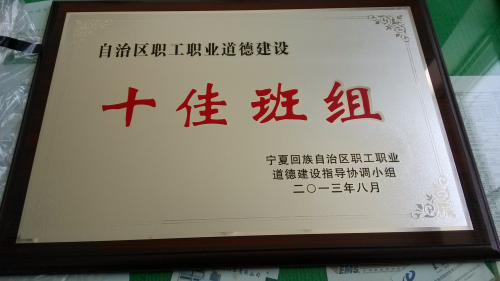 自治区职工职业道德建设
十佳班组
宁夏回族自治区职工职业
道德建设指导协调小组
二〇一三年八月
EMS